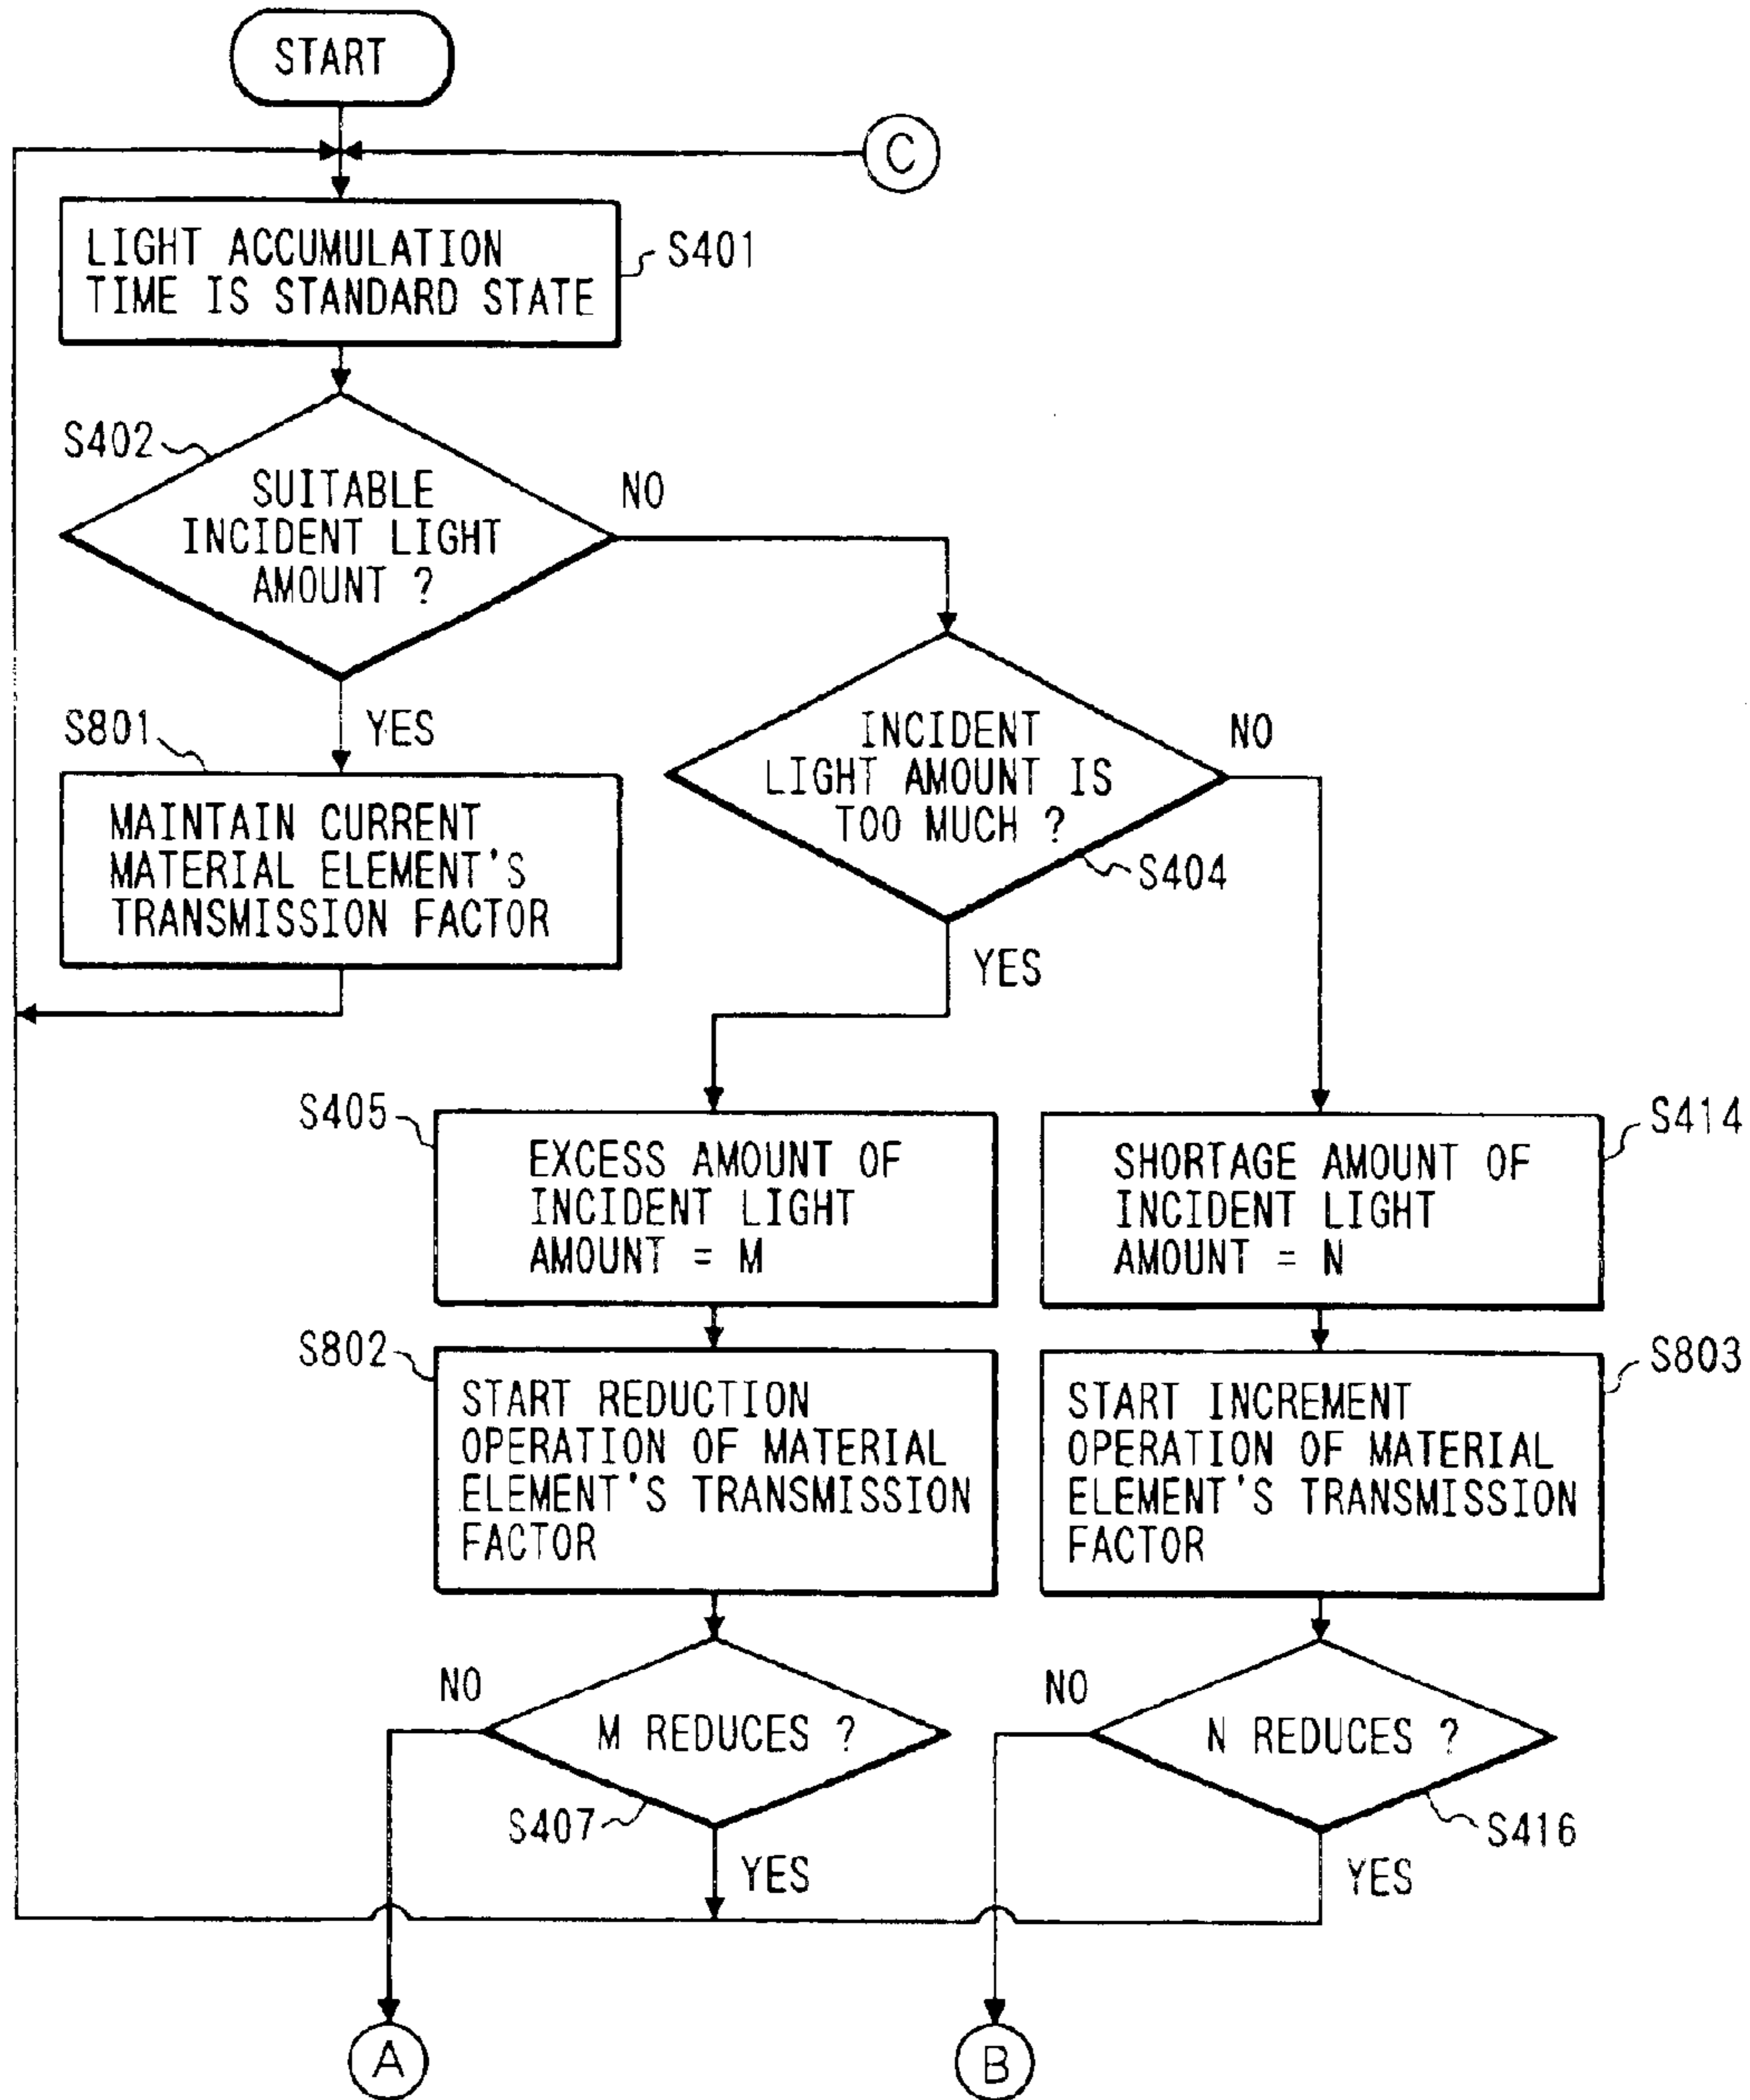 START
C
LIGHT ACCUMULATION
TIME IS STANDARD STATE
S401
S402
SUITABLE
INCIDENT LIGHT
AMOUNT ?
NO
YES
S801
MAINTAIN CURRENT
MATERIAL ELEMENT'S
TRANSMISSION FACTOR
INCIDENT
LIGHT AMOUNT IS
TOO MUCH ?
NO
S404
YES
S405
EXCESS AMOUNT OF
INCIDENT LIGHT
AMOUNT = M
S414
SHORTAGE AMOUNT OF
INCIDENT LIGHT
AMOUNT = N
S802
START REDUCTION
OPERATION OF MATERIAL
ELEMENT'S TRANSMISSION
FACTOR
S803
START INCREMENT
OPERATION OF MATERIAL
ELEMENT'S TRANSMISSION
FACTOR
NO
M REDUCES ?
S407
YES
NO
N REDUCES ?
S416
YES
A
B